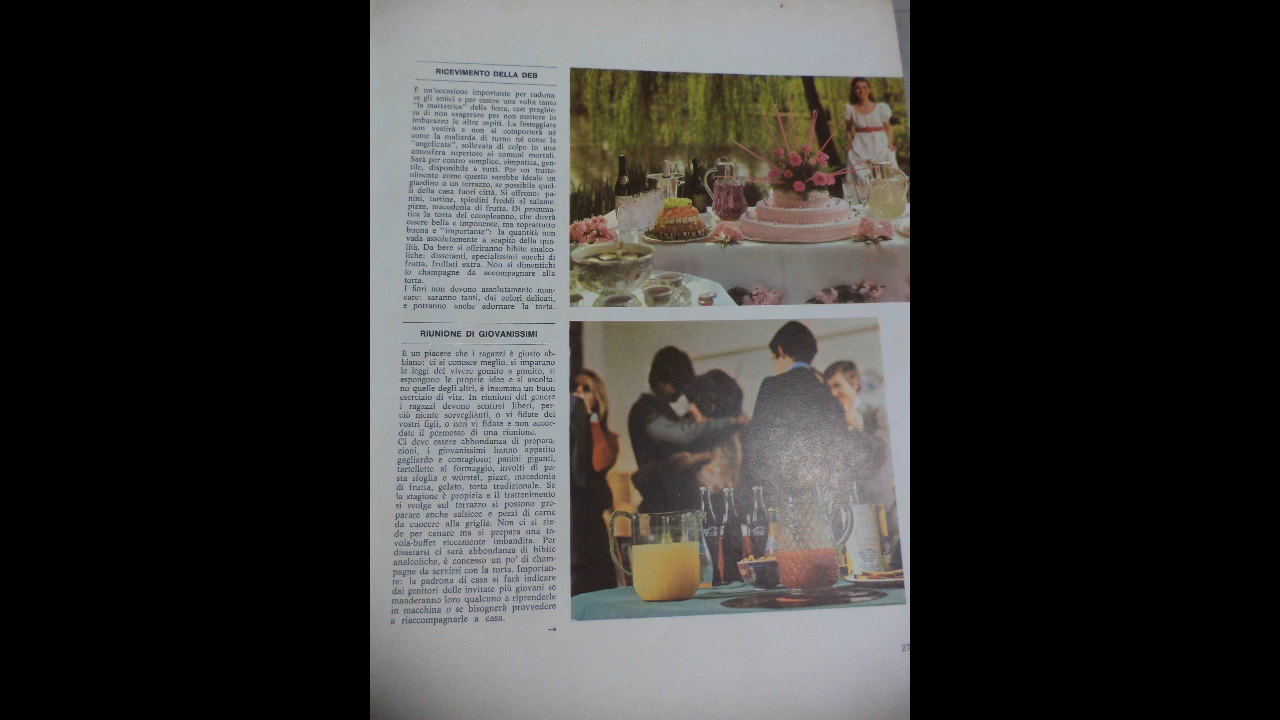 RICEVIMENTO DELLA DEB
È un'occasione importante per raduna-
re gli amici e per essere una volta tanto
"la mattatrice" della festa, con preghie-
ra di non esagerare per non mettere in
imbarazzo le altre ospiti. La festeggiata
non vestirà e non si comporterà né
come la maliarda di turno né come la
"angelicata", sollevata di colpo in una
atmosfera superiore ai comuni mortali.
Sarà per contro semplice, simpatica, gen-
tile, disponibile a tutti. Per un tratte-
nimento come questo sarebbe ideale un
giardino o un terrazzo, se possibile quel-
li della casa fuori città. Si offrono: pa-
nini, tartine, spiedini freddi al salame,
pizze, macedonia di frutta. Di pramma-
tica la torta del compleanno, che dovrà
essere bella e imponente, ma soprattutto
buona e "importante": la quantità non
vada assolutamente a scapito della qua-
lità. Da bere si offriranno bibite analco-
liche: dissetanti, specialissimi succhi di
frutta, frullati extra. Non si dimentichi
lo champagne da accompagnare alla
torta.
I fiori non devono assolutamente man-
care: saranno tanti, dai colori delicati,
e potranno anche adornare la torta.
RIUNIONE DI GIOVANISSIMI
È un piacere che i ragazzi è giusto ab-
biano: ci si conosce meglio, si imparano
le leggi del vivere gomito a gomito, si
espongono le proprie idee e si ascolta-
no quelle degli altri, è insomma un buon
esercizio di vita. In riunioni del genere
i ragazzi devono sentirsi liberi, per-
ciò niente sorveglianti, o vi fidate dei
vostri figli, o non vi fidate e non accor-
date il permesso di una riunione.
Ci deve essere abbondanza di prepara-
zioni, i giovanissimi hanno appetito
gagliardo e contagioso; panini giganti,
tartellette al formaggio, involti di pa-
sta sfoglia e würstel, pizze, macedonia
di frutta, gelato, torta tradizionale. Se
la stagione è propizia e il trattenimento
si svolge sul terrazzo si possono pre-
parare anche salsicce e pezzi di carne
da cuocere alla griglia. Non ci si sie-
de per cenare ma si prepara una ta-
vola-buffet riccamente imbandita. Per
dissetarsi ci sarà abbondanza di bibite
analcoliche, è concesso un po' di cham-
pagne da servirsi con la torta. Importan-
te: la padrona di casa si farà indicare
dai genitori delle invitate più giovani se
manderanno loro qualcuno a riprenderle
in macchina o se bisognerà provvedere
a riaccompagnarle a casa.
→